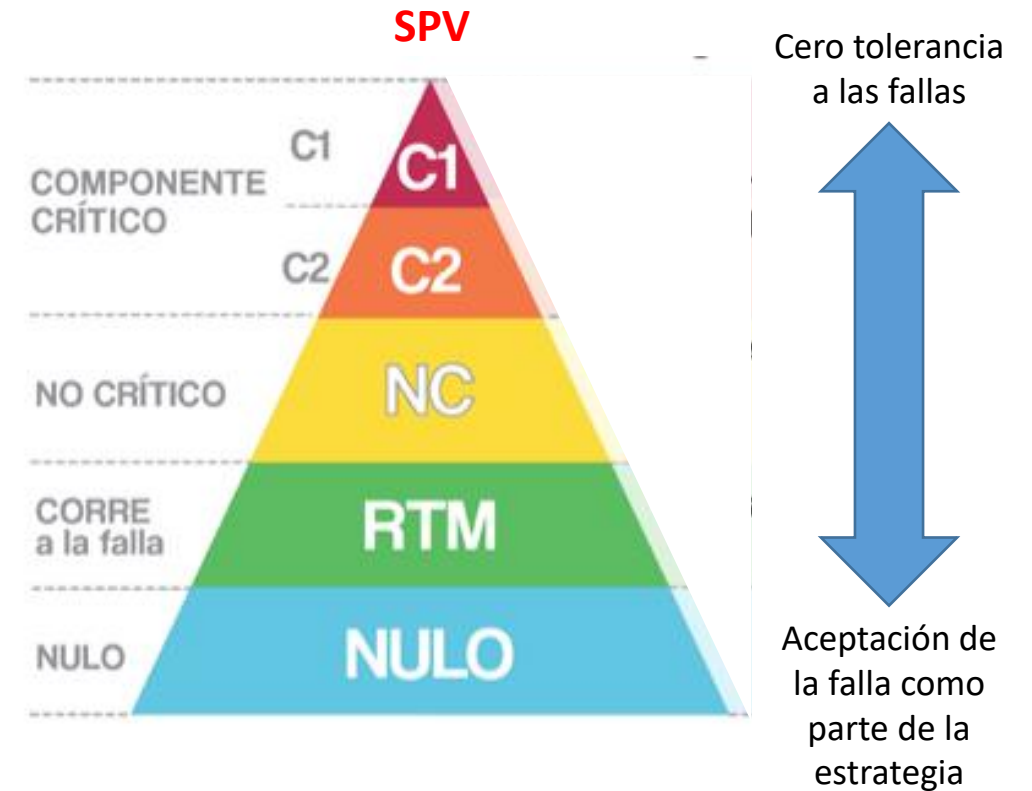 SPV
Cero tolerancia
a las fallas
C1
C1
COMPONENTE
CRÍTICO
C2
C2
NO CRÍTICO
NC
CORRE
a la falla
RTM
NULO
NULO
Aceptación de
la falla como
parte de la
estrategia